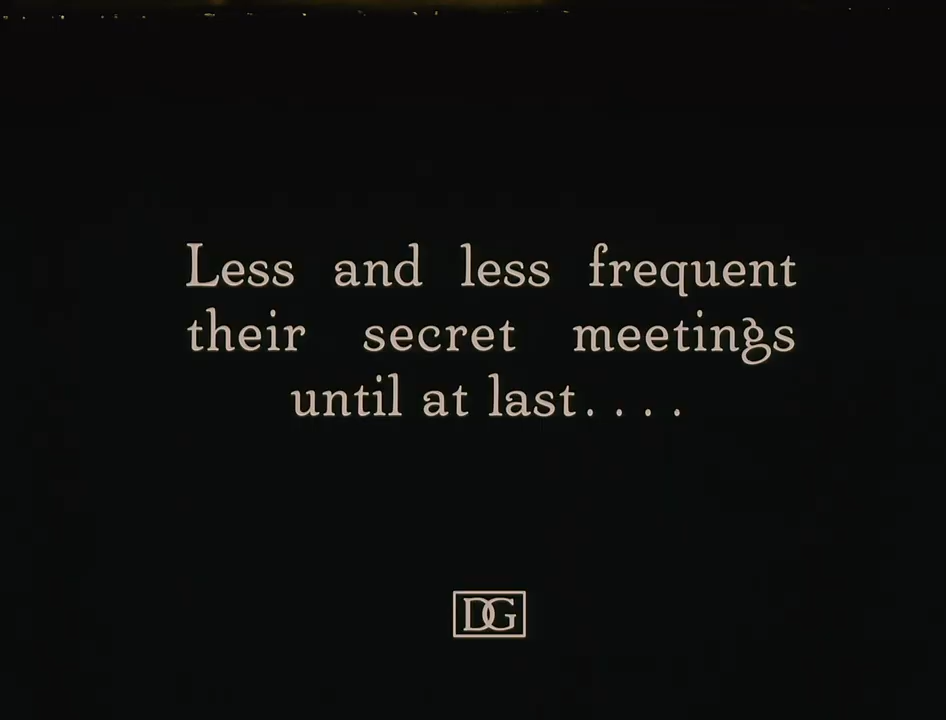 Less and less frequent
their secret meetings
until at last....
DG